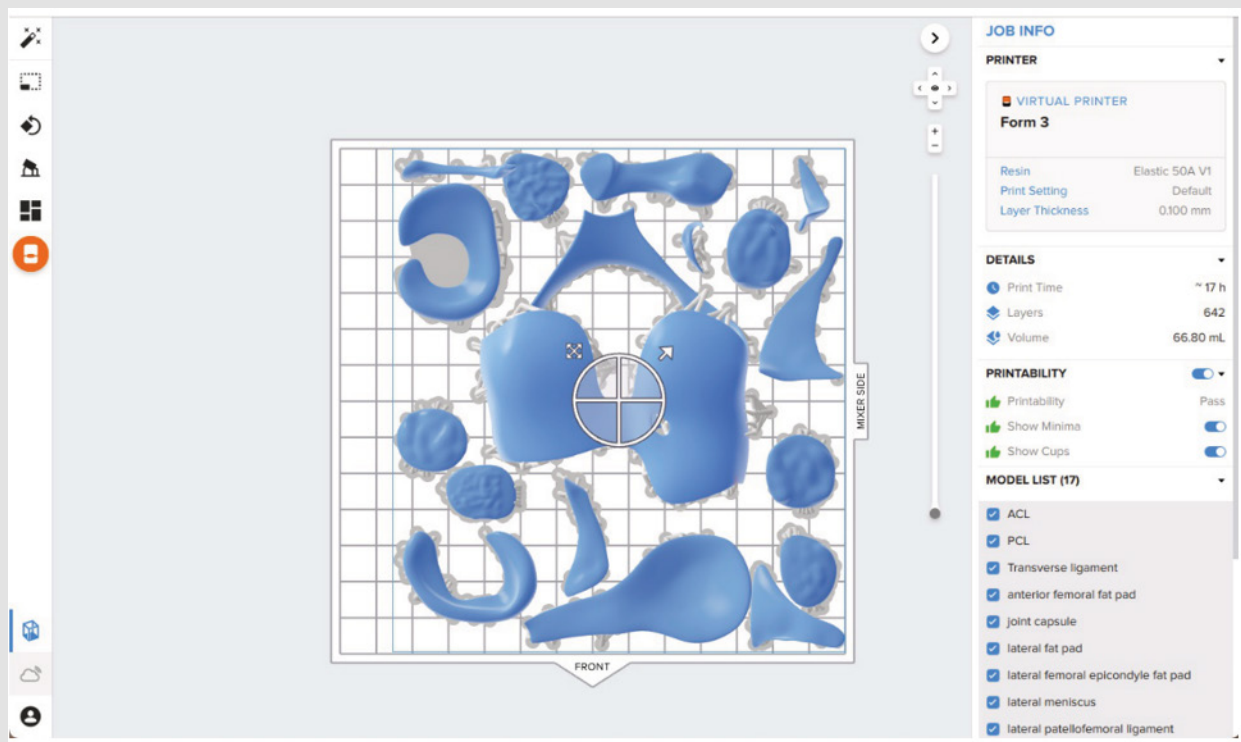 JOB INFO
PRINTER
VIRTUAL PRINTER
Form 3
Resin Elastic 50A V1
Print Setting Default
Layer Thickness 0.100 mm
DETAILS
Print Time ~ 17 h
Layers 642
Volume 66.80 mL
PRINTABILITY
Printability Pass
Show Minima
Show Cups
MODEL LIST (17)
ACL
PCL
Transverse ligament
anterior femoral fat pad
joint capsule
lateral fat pad
lateral femoral epicondyle fat pad
lateral meniscus
lateral patellofemoral ligament
MIXER SIDE
FRONT